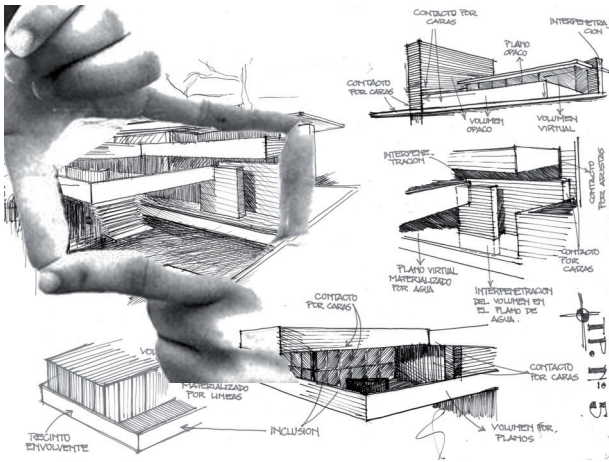 CONTACTO POR
CARAS
INTERPENETRA-
CION
PLANO
OPACO
CONTACTO
POR CARAS
VOLUMEN
OPACO
VOLUMEN
VIRTUAL
INTERPENE-
TRACION
CONTACTO
POR ARISTAS
CONTACTO
POR
CARAS
PLANO VIRTUAL
MATERIALIZADO
POR AGUA
INTERPENETRACION
DEL VOLUMEN EN
EL PLANO DE
AGUA.
CONTACTO
POR CARAS
VOL
MATERIALIZADO
POR LINEAS
CONTACTO
POR CARAS
RECINTO
ENVOLVENTE
INCLUSION
VOLUMEN POR
PLANOS